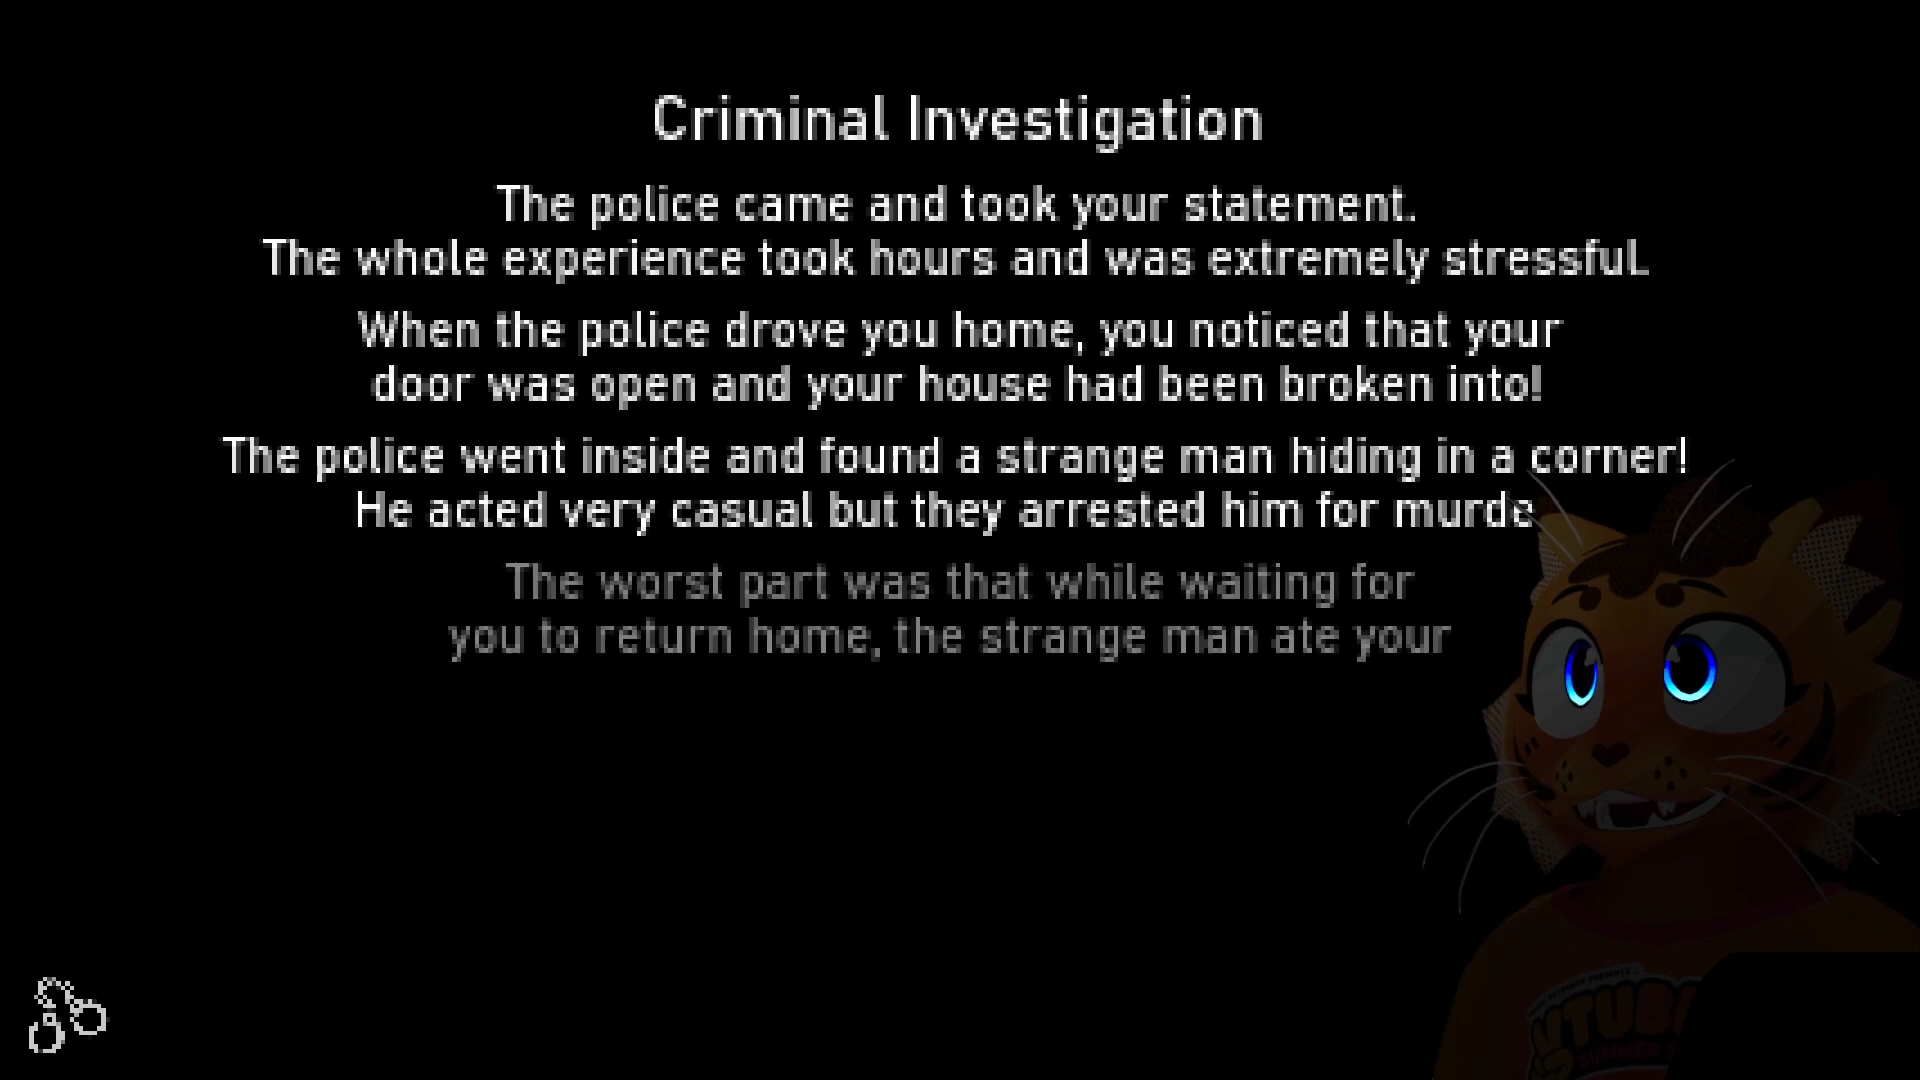 Criminal Investigation
The police came and took your statement.
The whole experience took hours and was extremely stressful.
When the police drove you home, you noticed that your
door was open and your house had been broken into!
The police went inside and found a strange man hiding in a corner!
He acted very casual but they arrested him for murde
The worst part was that while waiting for
you to return home, the strange man ate your
VTUB
SUMMER